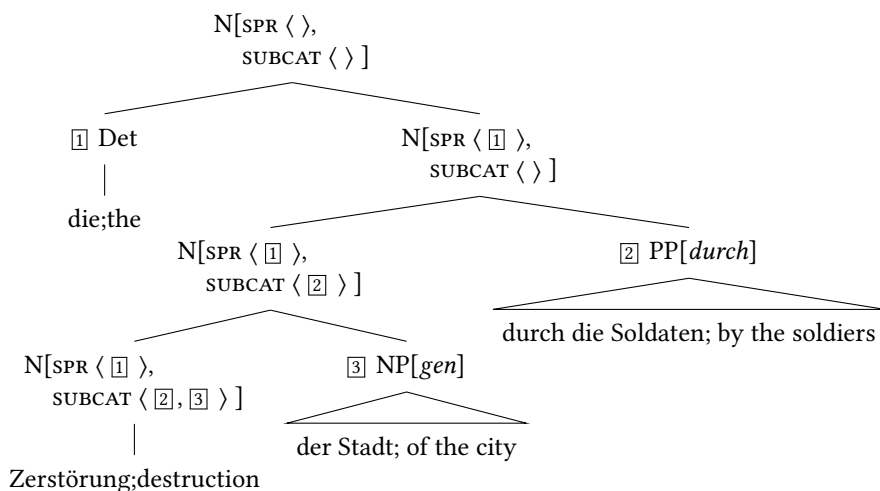 N[SPR ⟨ ⟩,
SUBCAT ⟨ ⟩ ]
1 Det
N[SPR ⟨ 1 ⟩,
SUBCAT ⟨ ⟩ ]
die;the
N[SPR ⟨ 1 ⟩,
SUBCAT ⟨ 2 ⟩ ]
2 PP[durch]
durch die Soldaten; by the soldiers
N[SPR ⟨ 1 ⟩,
SUBCAT ⟨ 2 , 3 ⟩ ]
3 NP[gen]
der Stadt; of the city
Zerstörung;destruction